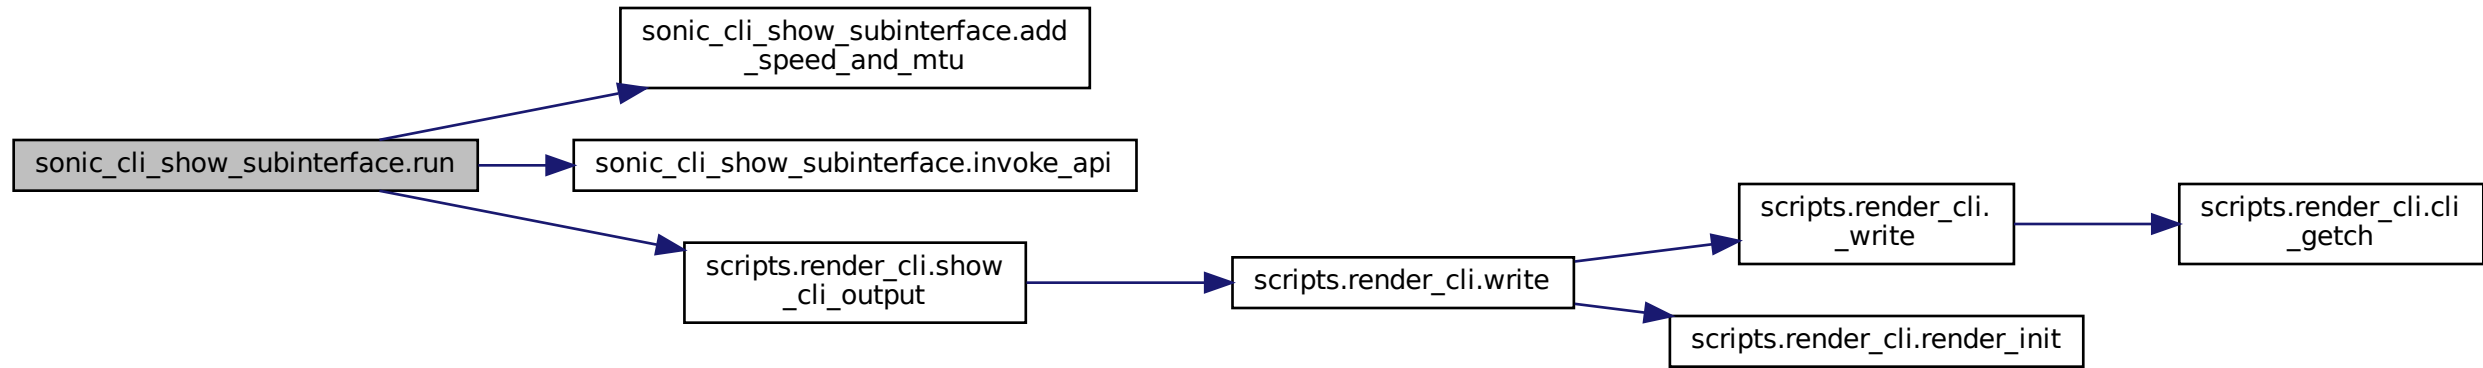 sonic_cli_show_subinterface.run
sonic_cli_show_subinterface.add
_speed_and_mtu
sonic_cli_show_subinterface.invoke_api
scripts.render_cli.show
_cli_output
scripts.render_cli.write
scripts.render_cli.
_write
scripts.render_cli.cli
_getch
scripts.render_cli.render_init